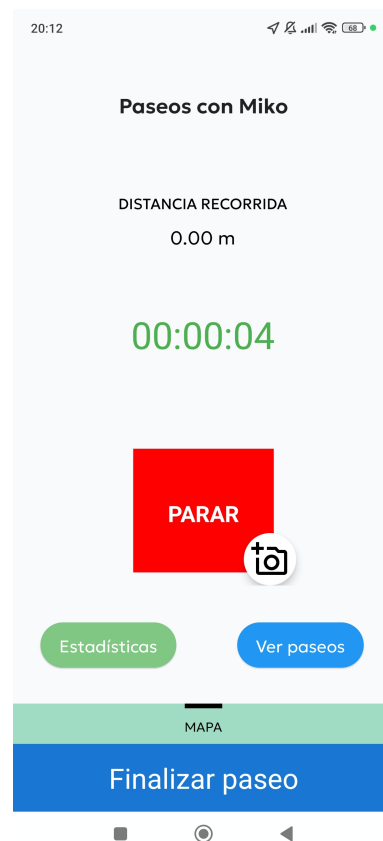 20:12
68
Paseos con Miko
DISTANCIA RECORRIDA
0.00 m
00:00:04
PARAR
Estadísticas
Ver paseos
MAPA
Finalizar paseo